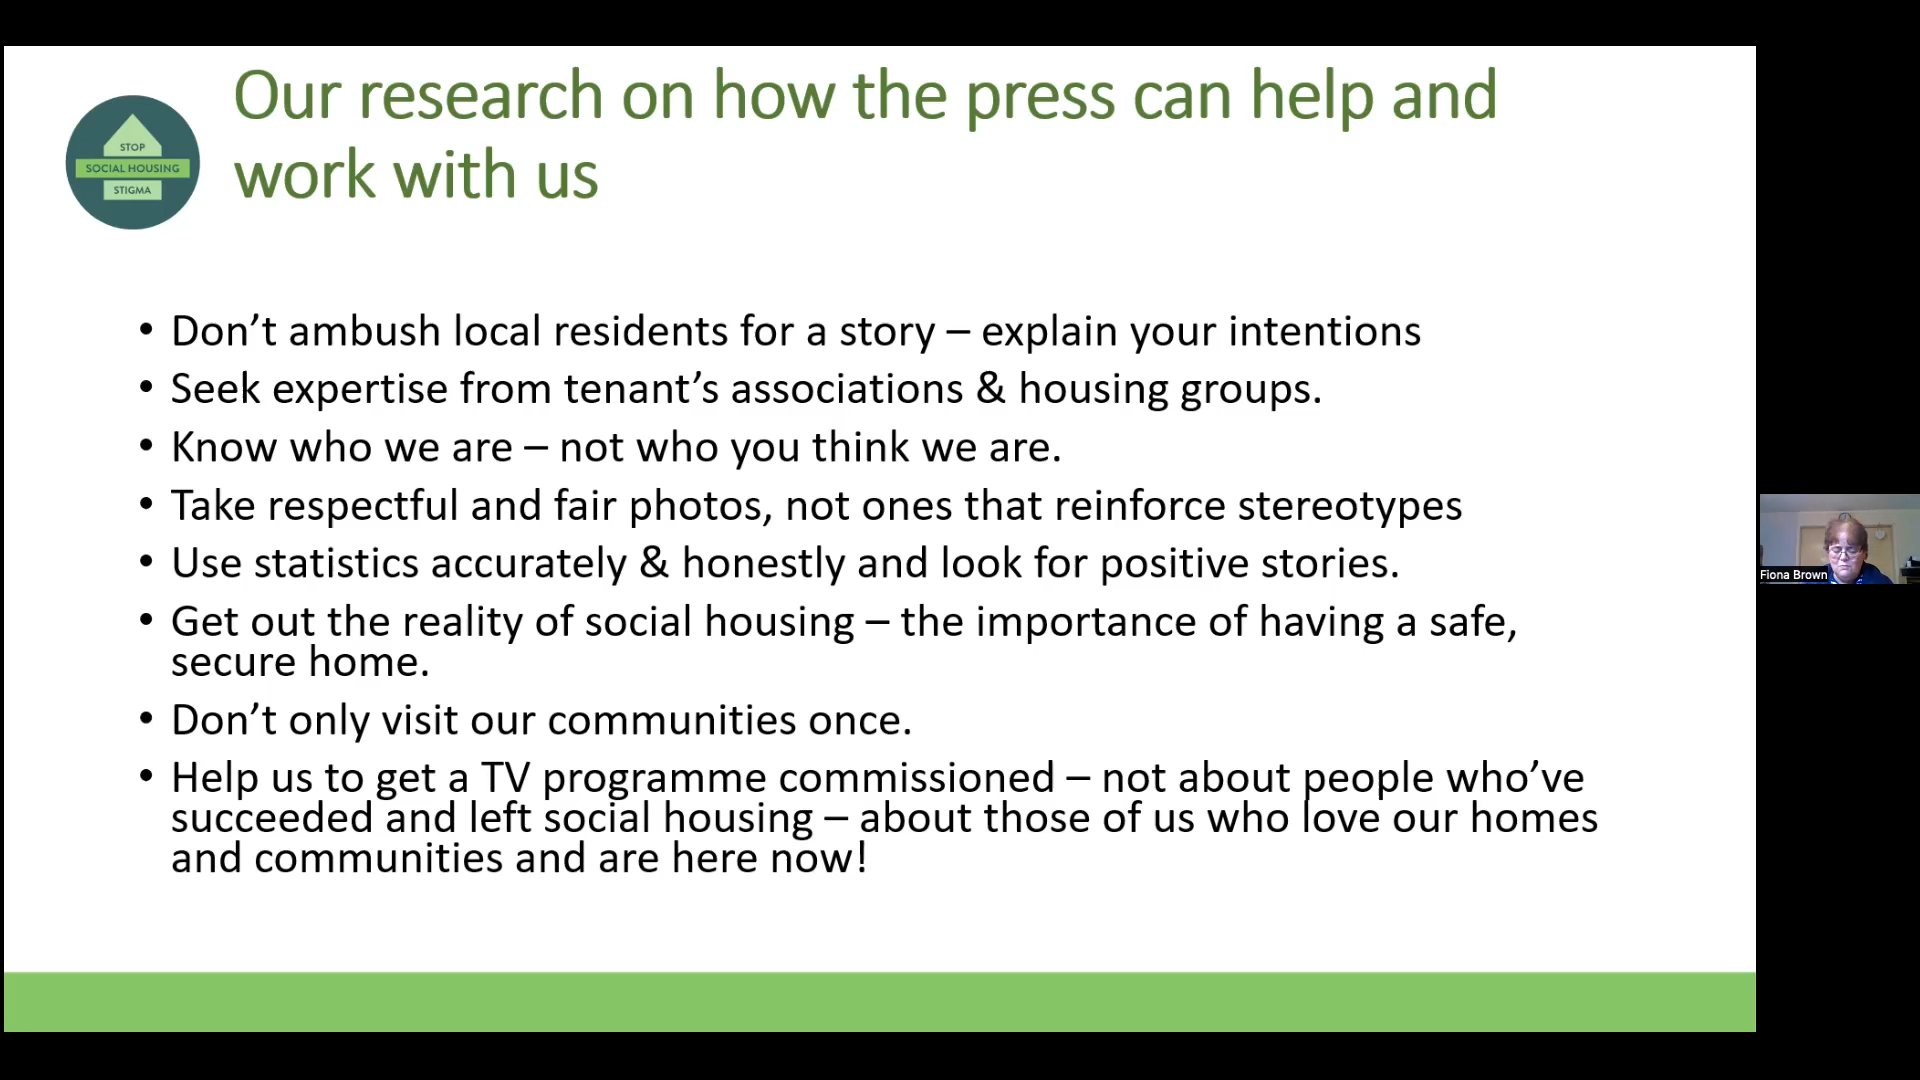 Our research on how the press can help and
work with us
STOP
SOCIAL HOUSING
STIGMA
• Don’t ambush local residents for a story – explain your intentions
• Seek expertise from tenant’s associations & housing groups.
• Know who we are – not who you think we are.
• Take respectful and fair photos, not ones that reinforce stereotypes
• Use statistics accurately & honestly and look for positive stories.
• Get out the reality of social housing – the importance of having a safe,
secure home.
• Don’t only visit our communities once.
• Help us to get a TV programme commissioned – not about people who’ve
succeeded and left social housing – about those of us who love our homes
and communities and are here now!
Fiona Brown